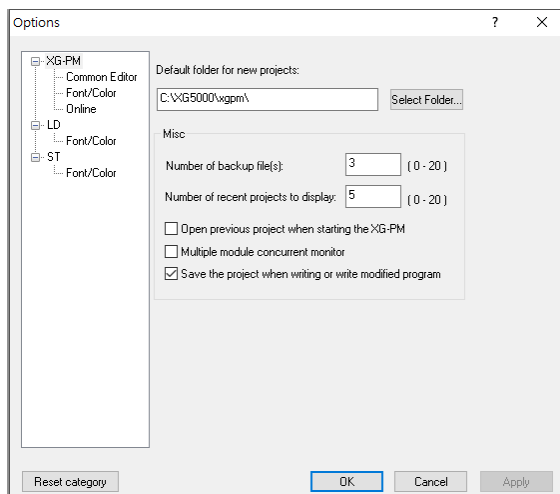 Options
XG-PM
Common Editor
Font/Color
Online
LD
Font/Color
ST
Font/Color
Default folder for new projects:
C:\XG5000\xgpm\
Select Folder...
Misc
Number of backup file(s): 3 ( 0 - 20 )
Number of recent projects to display: 5 ( 0 - 20 )
Open previous project when starting the XG-PM
Multiple module concurrent monitor
Save the project when writing or write modified program
Reset category
OK
Cancel
Apply